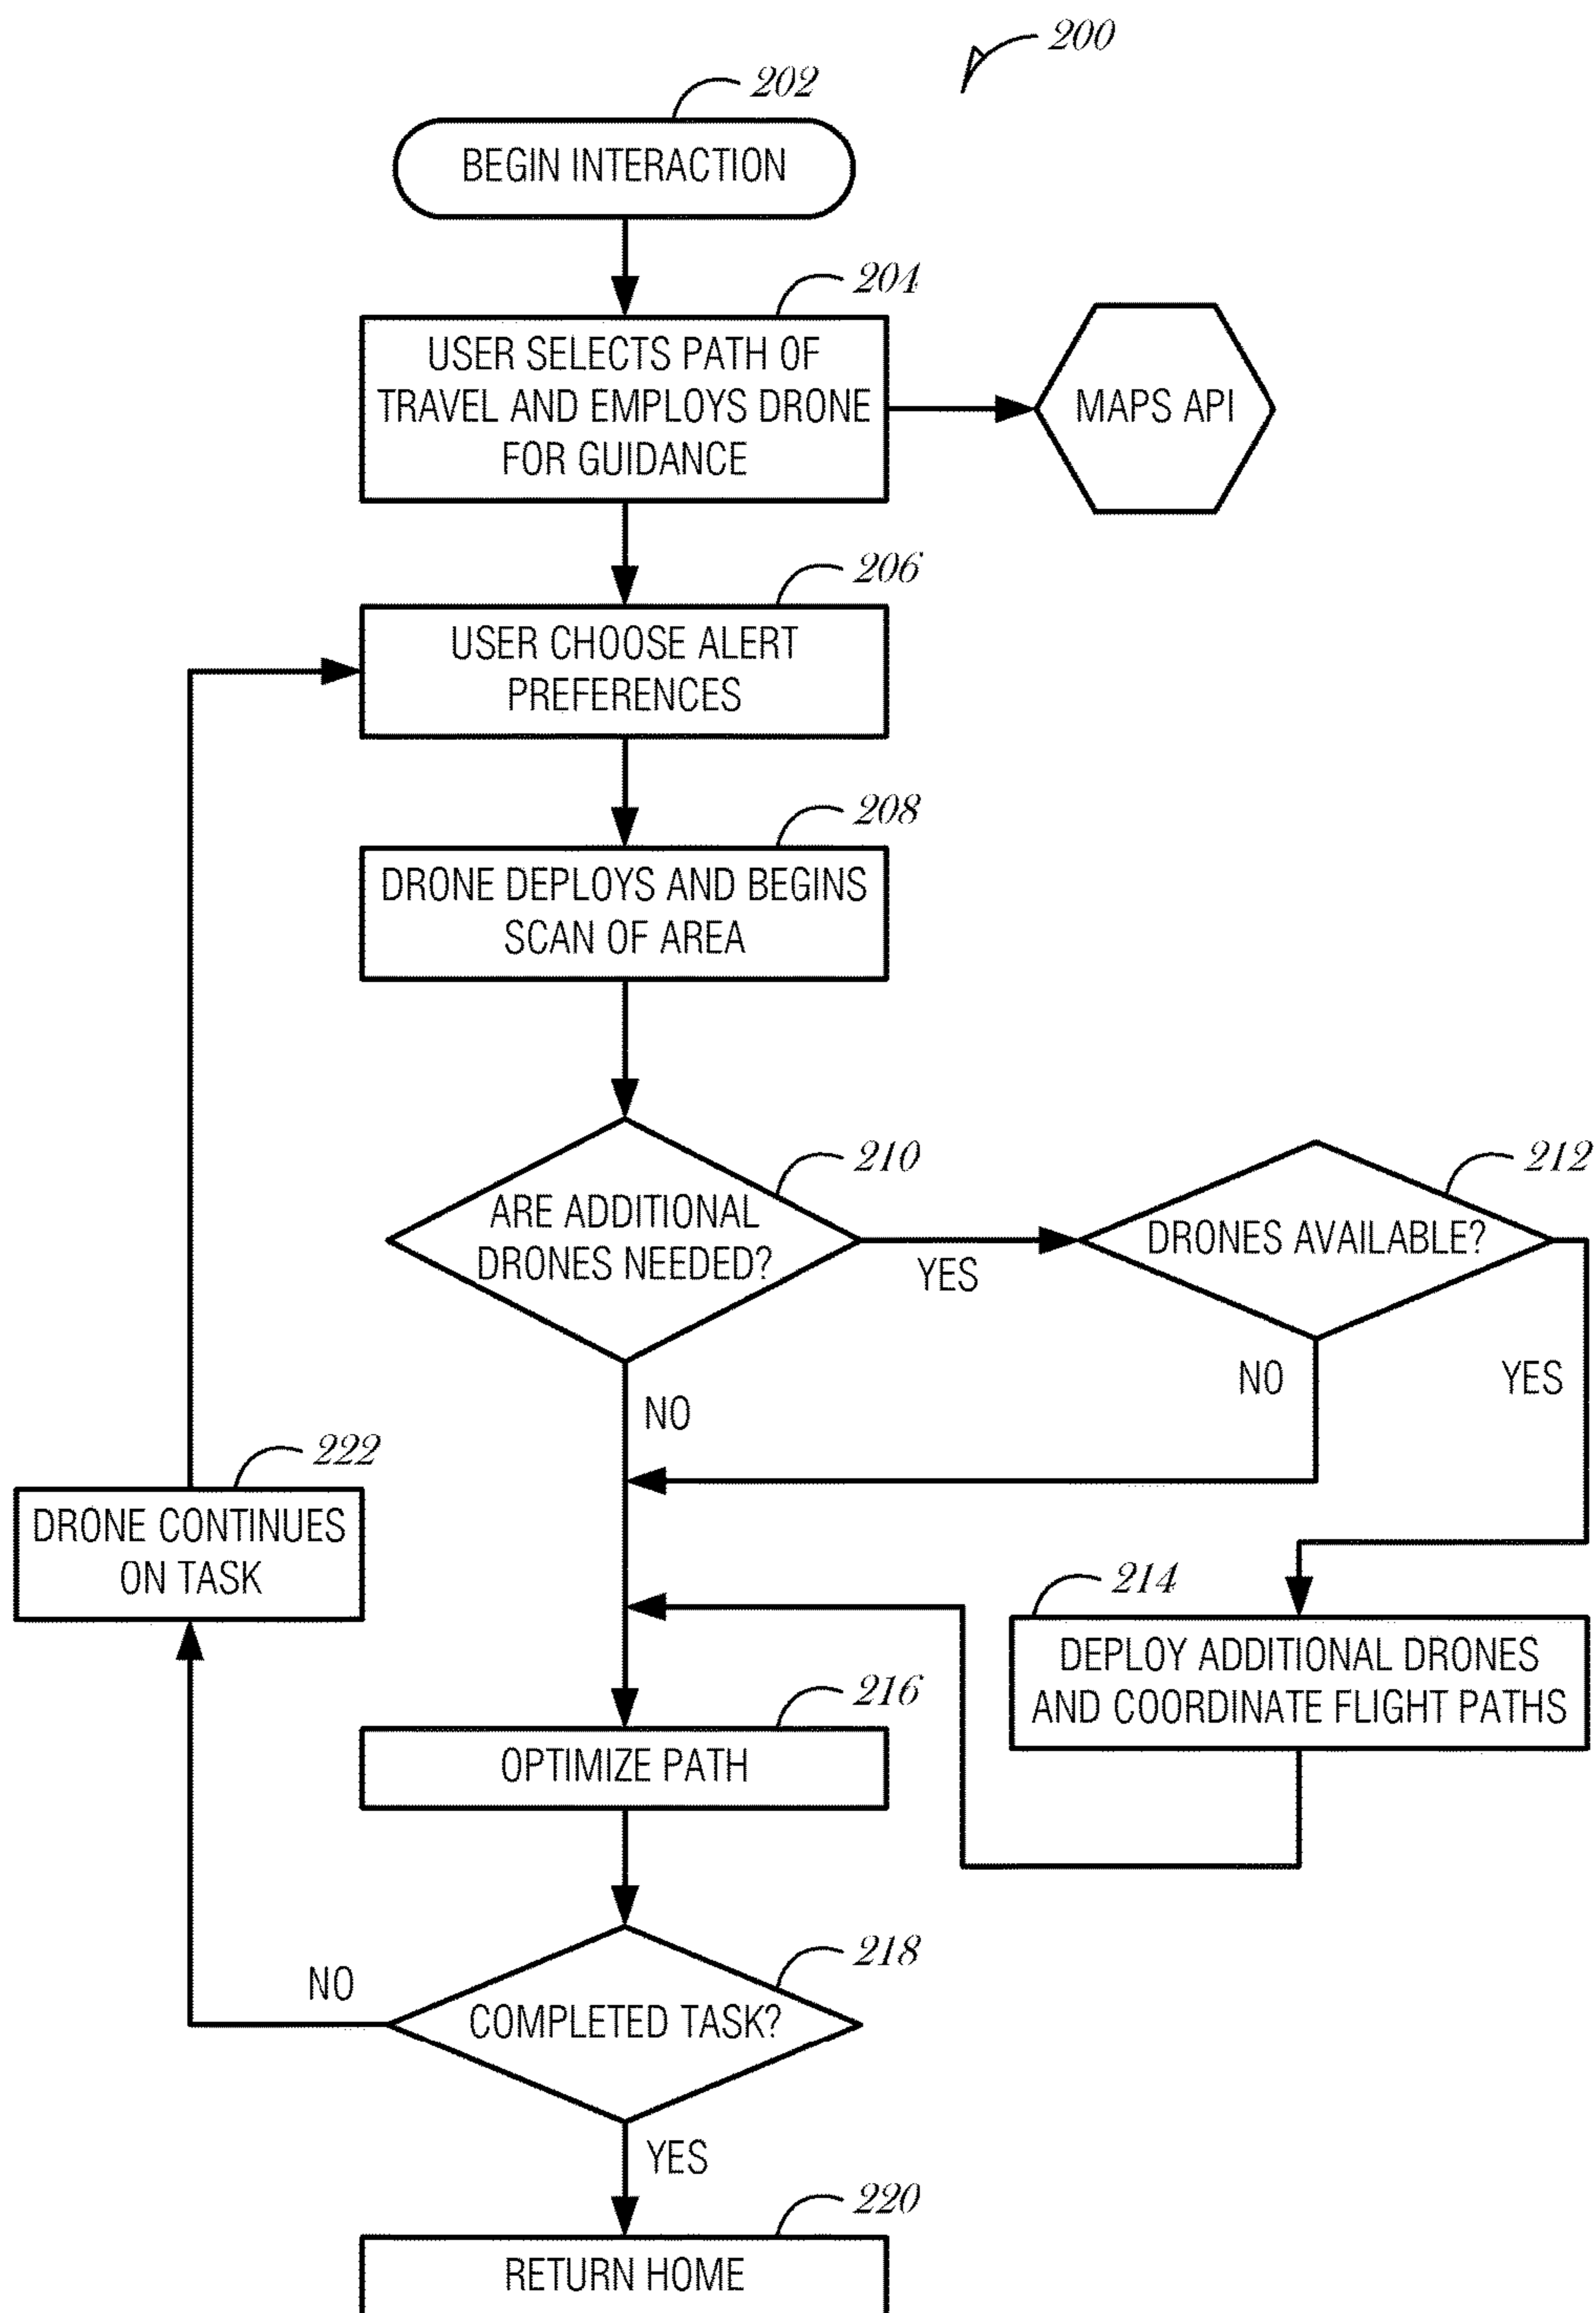 200
202
BEGIN INTERACTION
204
USER SELECTS PATH OF
TRAVEL AND EMPLOYS DRONE
FOR GUIDANCE
MAPS API
206
USER CHOOSE ALERT
PREFERENCES
208
DRONE DEPLOYS AND BEGINS
SCAN OF AREA
210
ARE ADDITIONAL
DRONES NEEDED?
YES
212
DRONES AVAILABLE?
NO
YES
NO
222
DRONE CONTINUES
ON TASK
214
DEPLOY ADDITIONAL DRONES
AND COORDINATE FLIGHT PATHS
216
OPTIMIZE PATH
218
COMPLETED TASK?
NO
YES
220
RETURN HOME